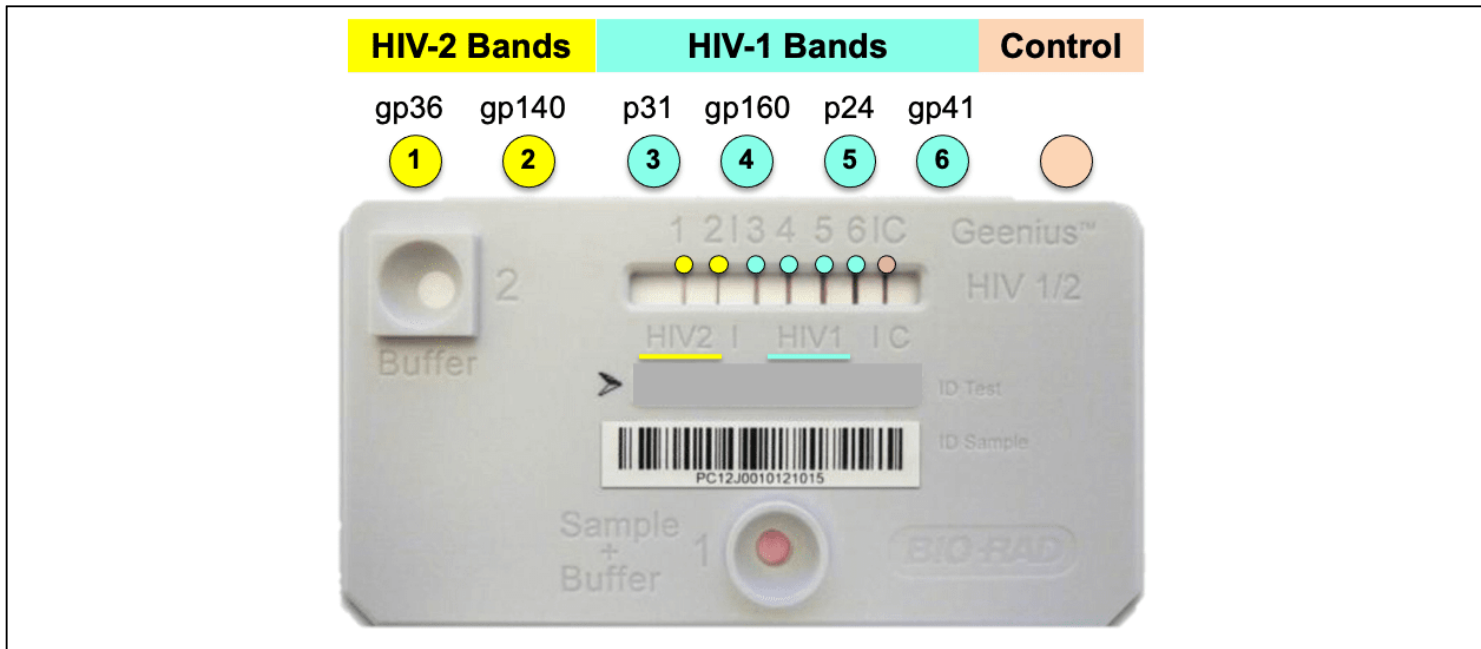 HIV-2 Bands HIV-1 Bands Control
gp36 gp140 p31 gp160 p24 gp41
1 2 3 4 5 6
1 2 I 3 4 5 6 I C Geenius™
2 HIV 1/2
HIV2 I HIV1 I C
Buffer
ID Test
ID Sample
PC12J0010121015
Sample
+ 1
Buffer
BIO-RAD